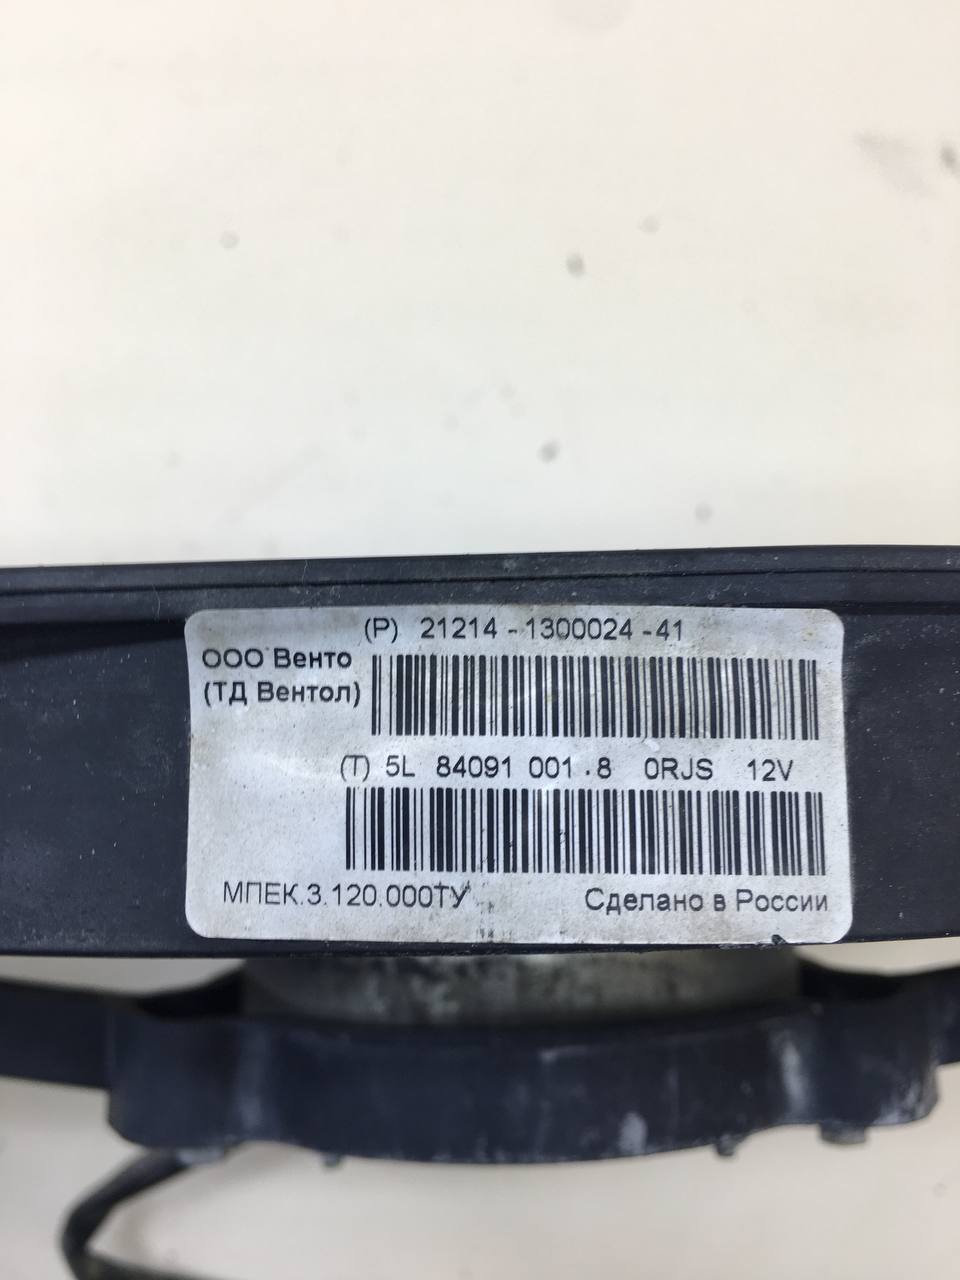 (P) 21214-1300024-41
ООО Венто
(ТД Вентол)
(T) 5L 84091 001.8 0RJS 12V
МПЕК.3.120.000ТУ
Сделано в России